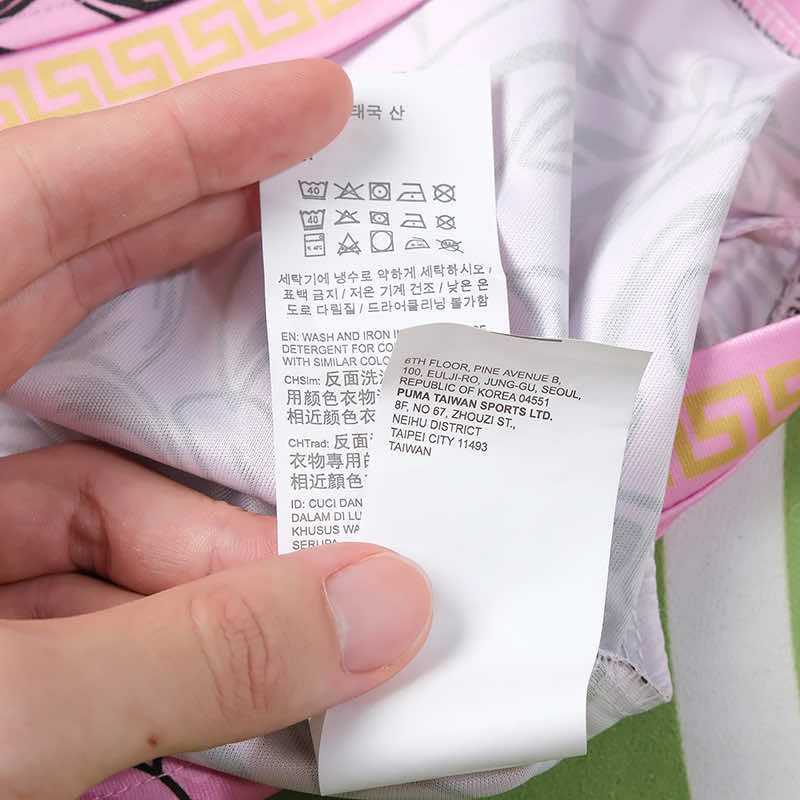 태국 산
40
40
세탁기에 냉수로 약하게 세탁하시오 /
표백 금지 / 저온 기계 건조 / 낮은 온
도로 다림질 / 드라이클리닝 불가함
EN: WASH AND IRON IN
DETERGENT FOR CO
WITH SIMILAR COLO
CHSim: 反面洗
用颜色衣物
相近颜色
CHTrad: 反面
衣物專用的
相近顏色
ID: CUCI DAN
DALAM DI LU
KHUSUS WA
SERUPA
6TH FLOOR, PINE AVENUE B,
100, EULJI-RO, JUNG-GU, SEOUL,
REPUBLIC OF KOREA 04551
PUMA TAIWAN SPORTS LTD.
8F, NO 67, ZHOUZI ST.,
NEIHU DISTRICT
TAIPEI CITY 11493
TAIWAN